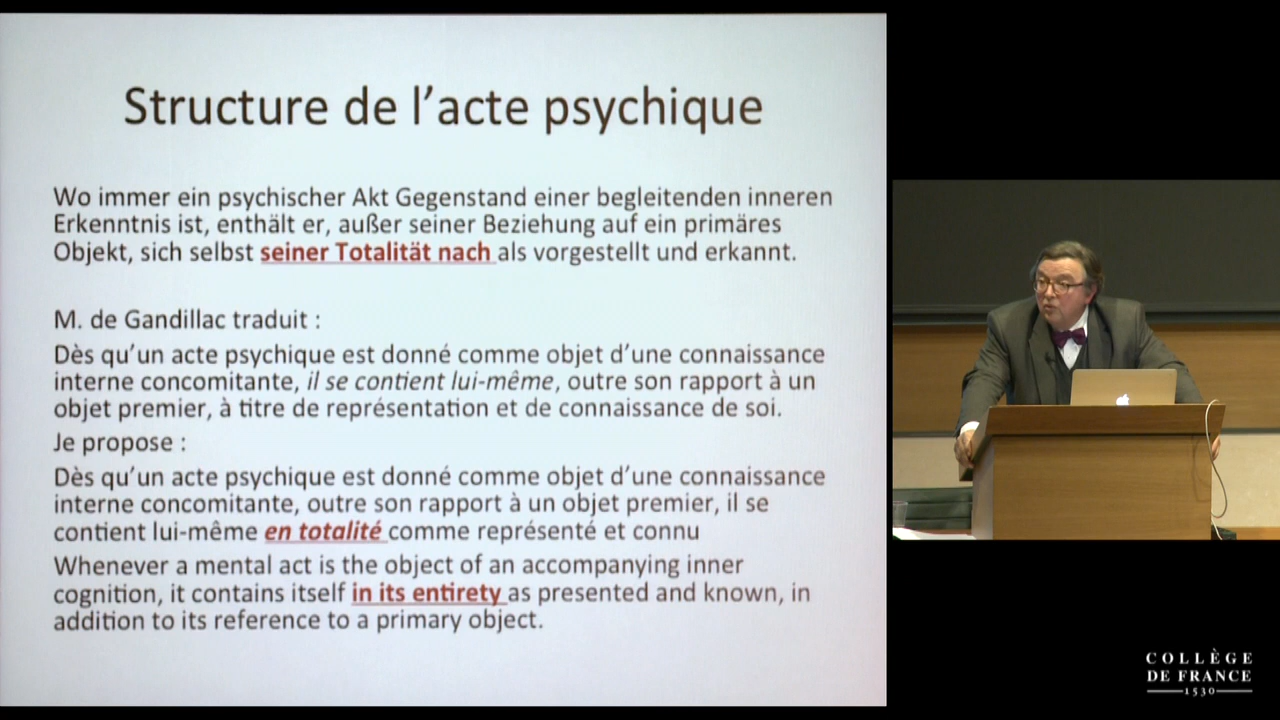 Structure de l'acte psychique
Wo immer ein psychischer Akt Gegenstand einer begleitenden inneren
Erkenntnis ist, enthält er, außer seiner Beziehung auf ein primäres
Objekt, sich selbst seiner Totalität nach als vorgestellt und erkannt.
M. de Gandillac traduit :
Dès qu'un acte psychique est donné comme objet d'une connaissance
interne concomitante, il se contient lui-même, outre son rapport à un
objet premier, à titre de représentation et de connaissance de soi.
Je propose :
Dès qu'un acte psychique est donné comme objet d'une connaissance
interne concomitante, outre son rapport à un objet premier, il se
contient lui-même en totalité comme représenté et connu
Whenever a mental act is the object of an accompanying inner
cognition, it contains itself in its entirety as presented and known, in
addition to its reference to a primary object.
COLLÈGE
DE FRANCE
1530